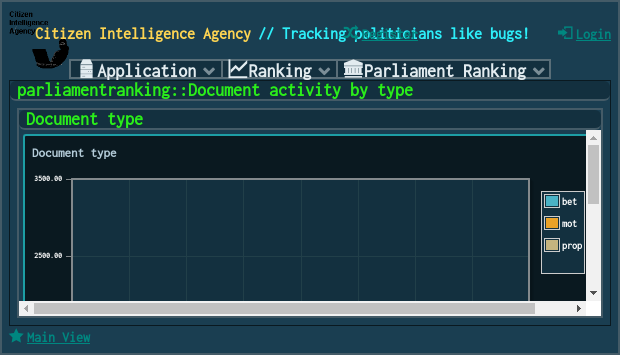 Citizen
Intelligence
Agency
Citizen Intelligence Agency // Tracking politicians like bugs!
Login
Application
Ranking
Parliament Ranking
parliamentranking::Document activity by type
Document type
Document type
3500.00
2500.00
bet
mot
prop
Main View